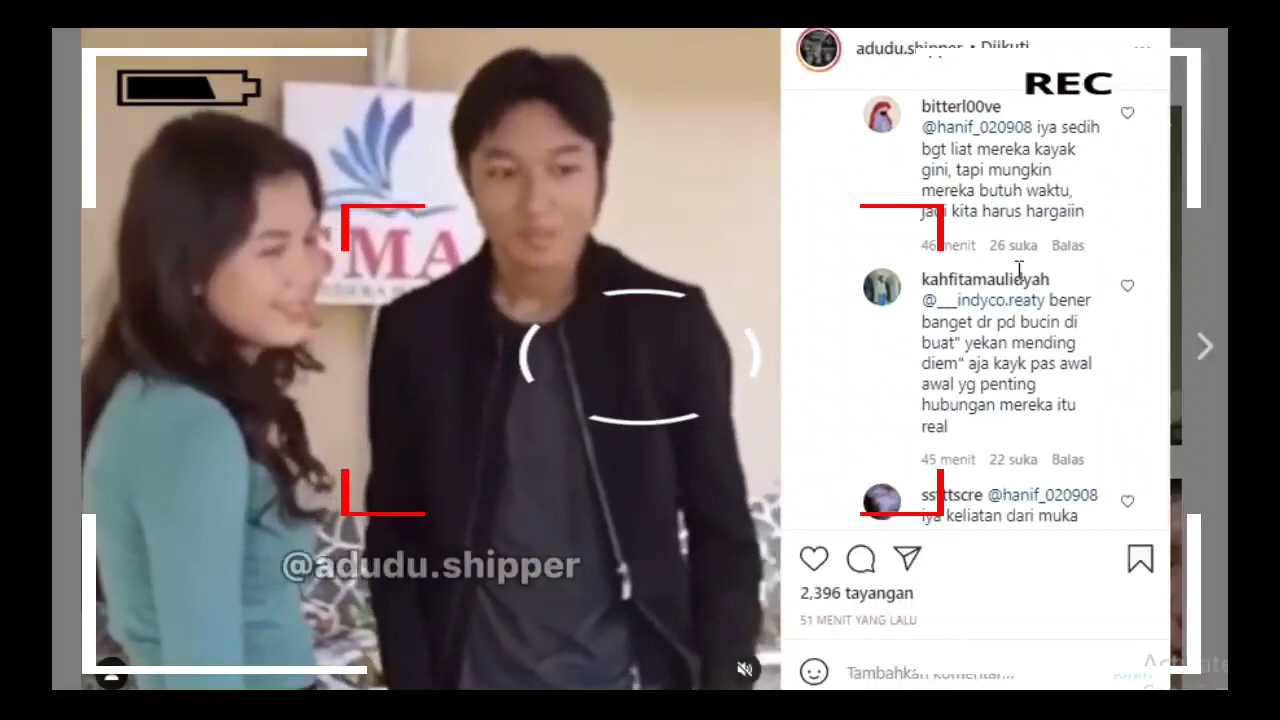 SMA
@adudu.shipper
adudu.shipper • Diikuti
REC
bitterl00ve
@hanif_020908 iya sedih
bgt liat mereka kayak
gini, tapi mungkin
mereka butuh waktu,
jadi kita harus hargaiin
46 menit 26 suka Balas
kahfitamauliddyah
@___indyco.reaty bener
banget dr pd bucin di
buat" yekan mending
diem" aja kayk pas awal
awal yg penting
hubungan mereka itu
real
45 menit 22 suka Balas
@hanif_020908
iya keliatan dari muka
2,396 tayangan
51 MENIT YANG LALU
Tambahkan komentar...